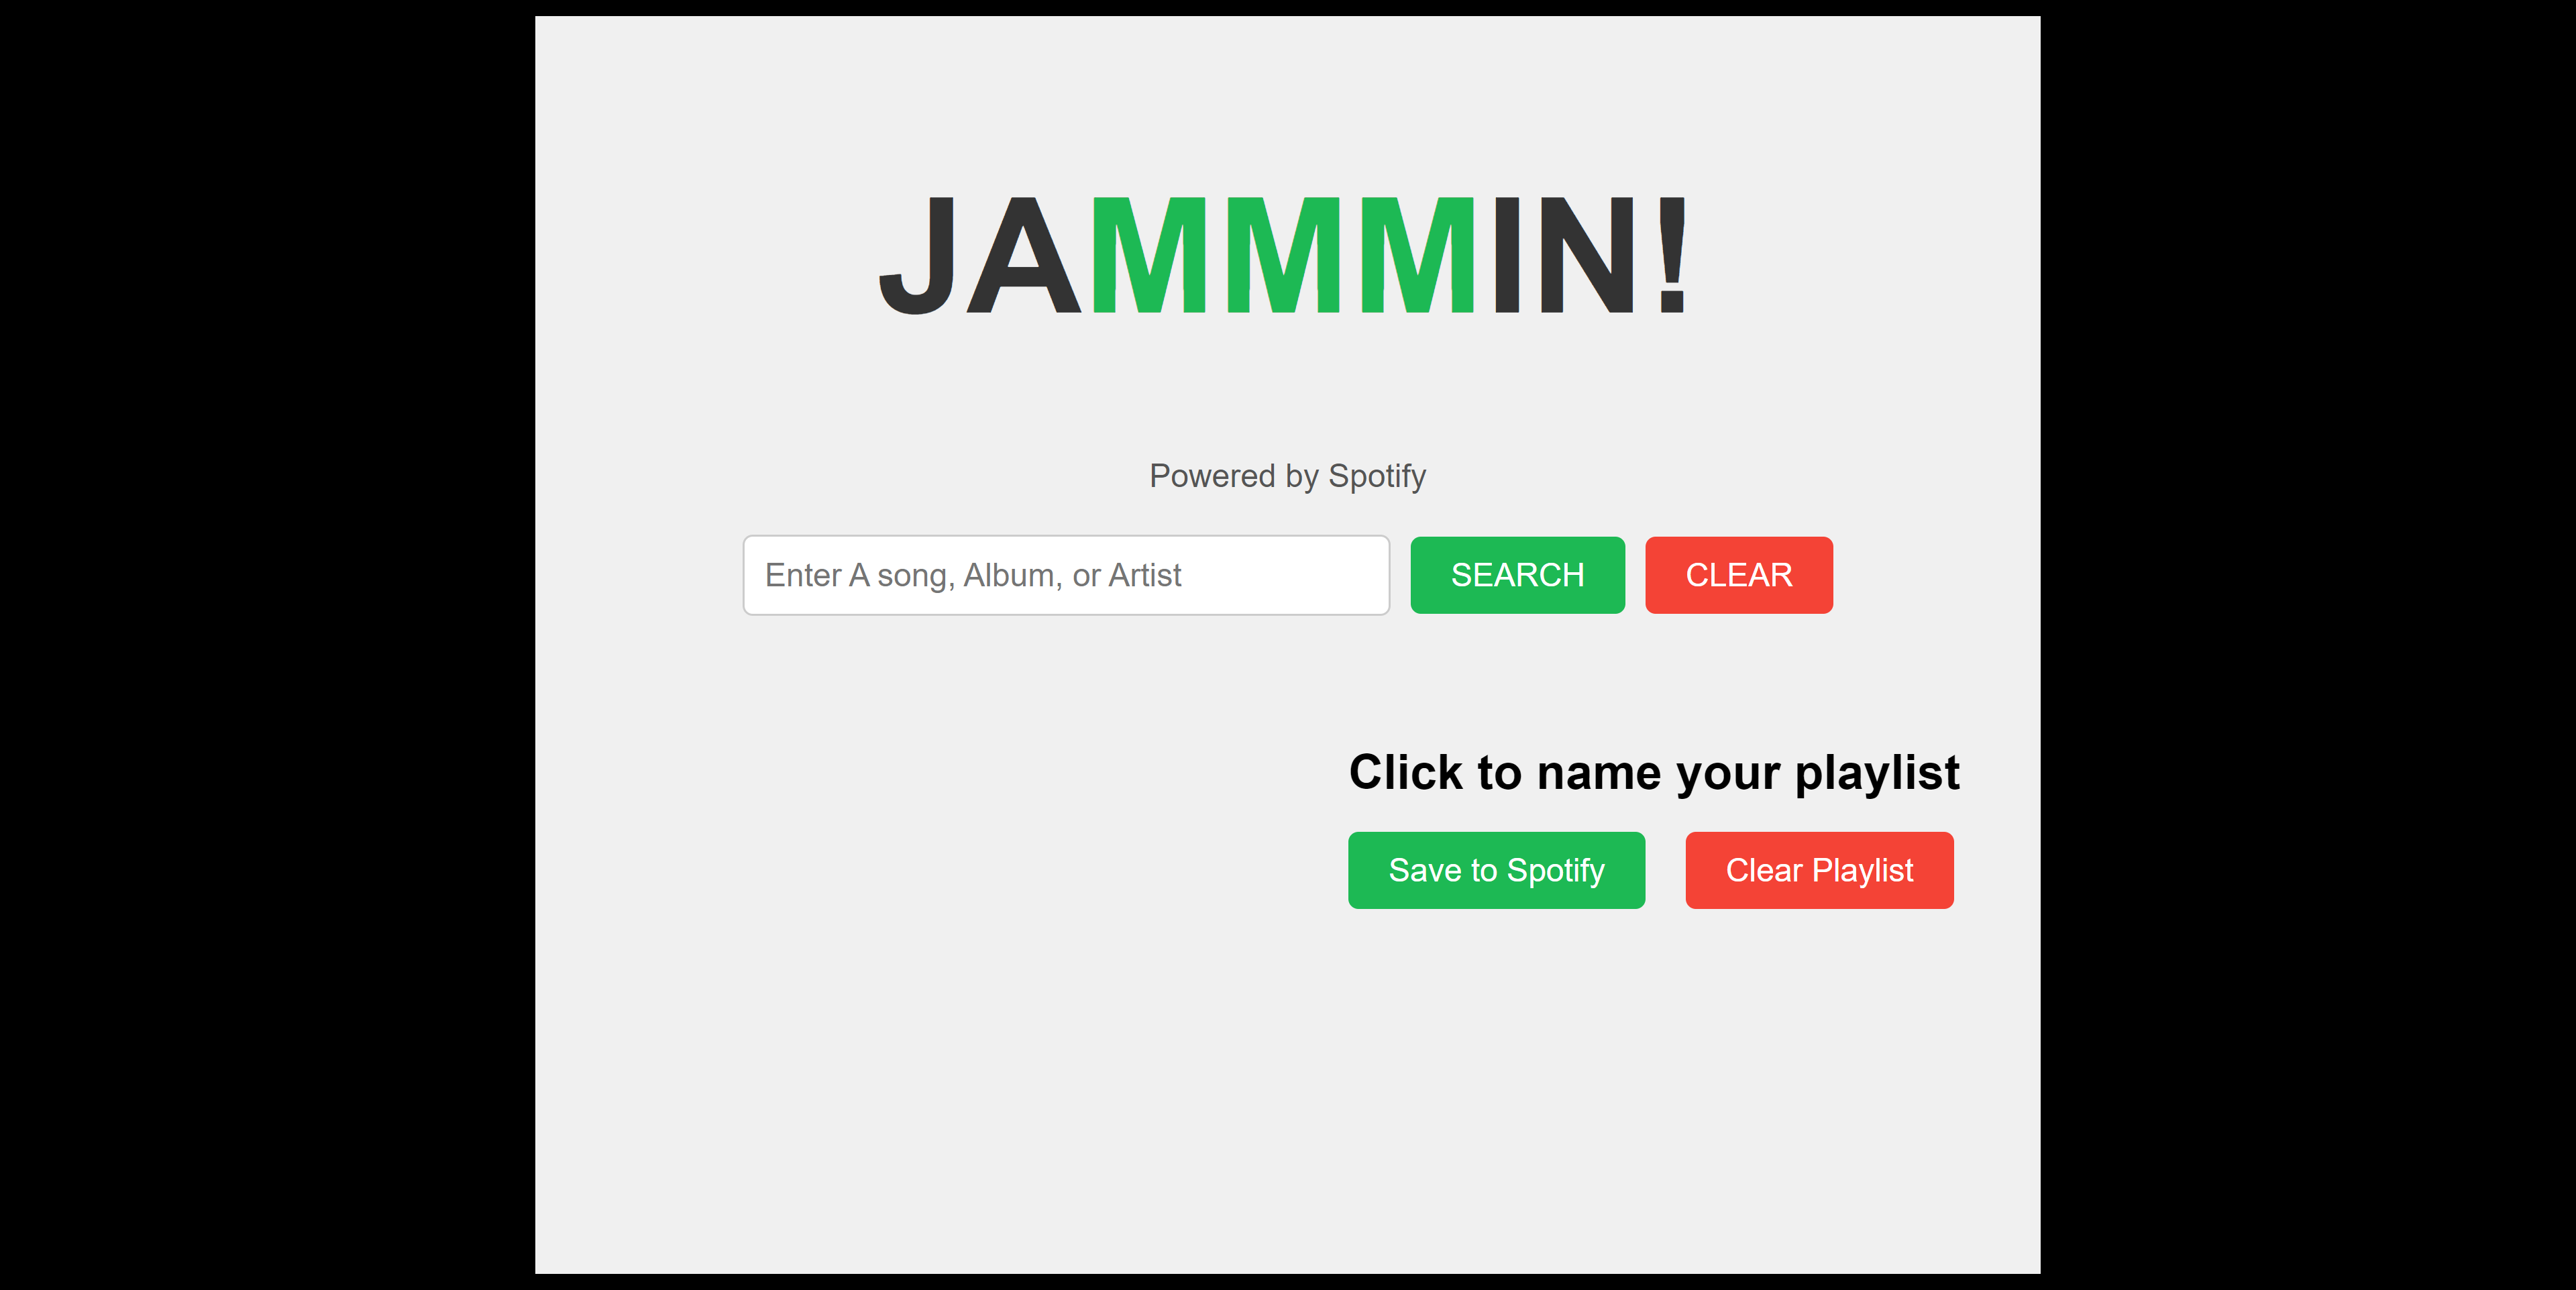 JAMMMIN!
Powered by Spotify
Enter A song, Album, or Artist SEARCH CLEAR
Click to name your playlist
Save to Spotify Clear Playlist